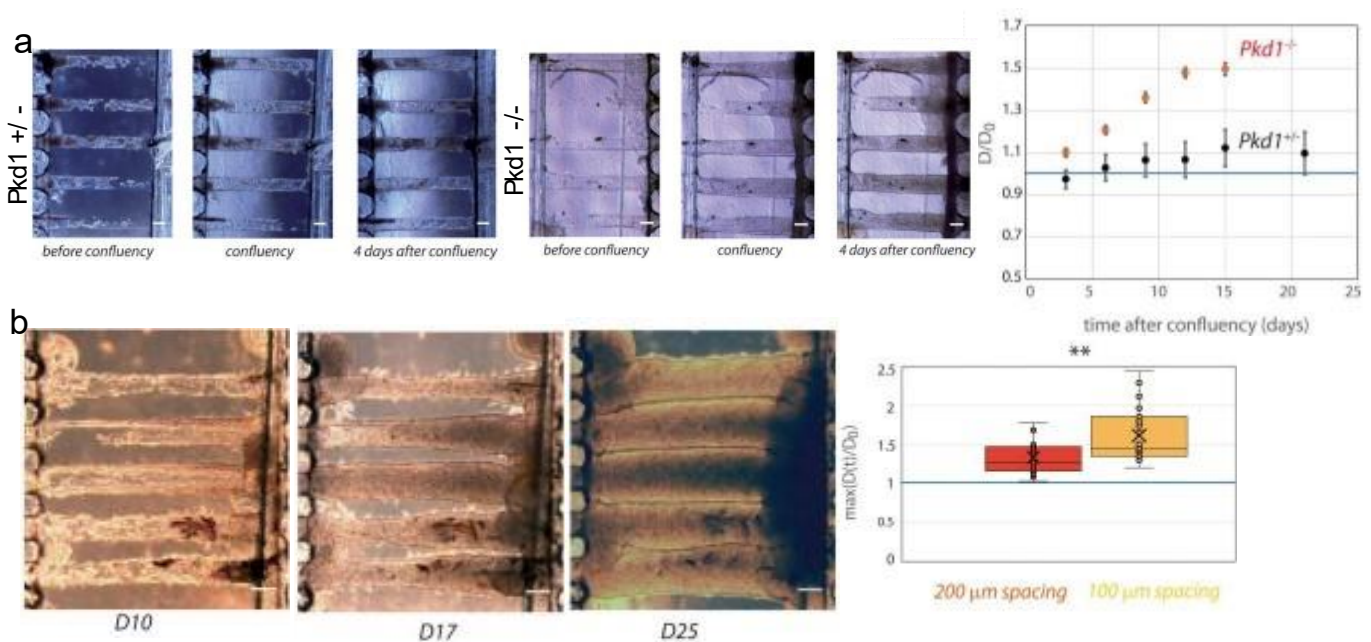 a
Pkd1 + / -
before confluency
confluency
4 days after confluency
Pkd1 -/-
before confluency
confluency
4 days after confluency
1.7
1.5
1.3
1.1
0.9
0.7
0.5
D/D0
Pkd1-/-
Pkd1+/-
0 5 10 15 20 25
time after confluency (days)
b
D10
D17
D25
**
2.5
2
1.5
1
0.5
0
max(D(t)/D0)
200 µm spacing 100 µm spacing